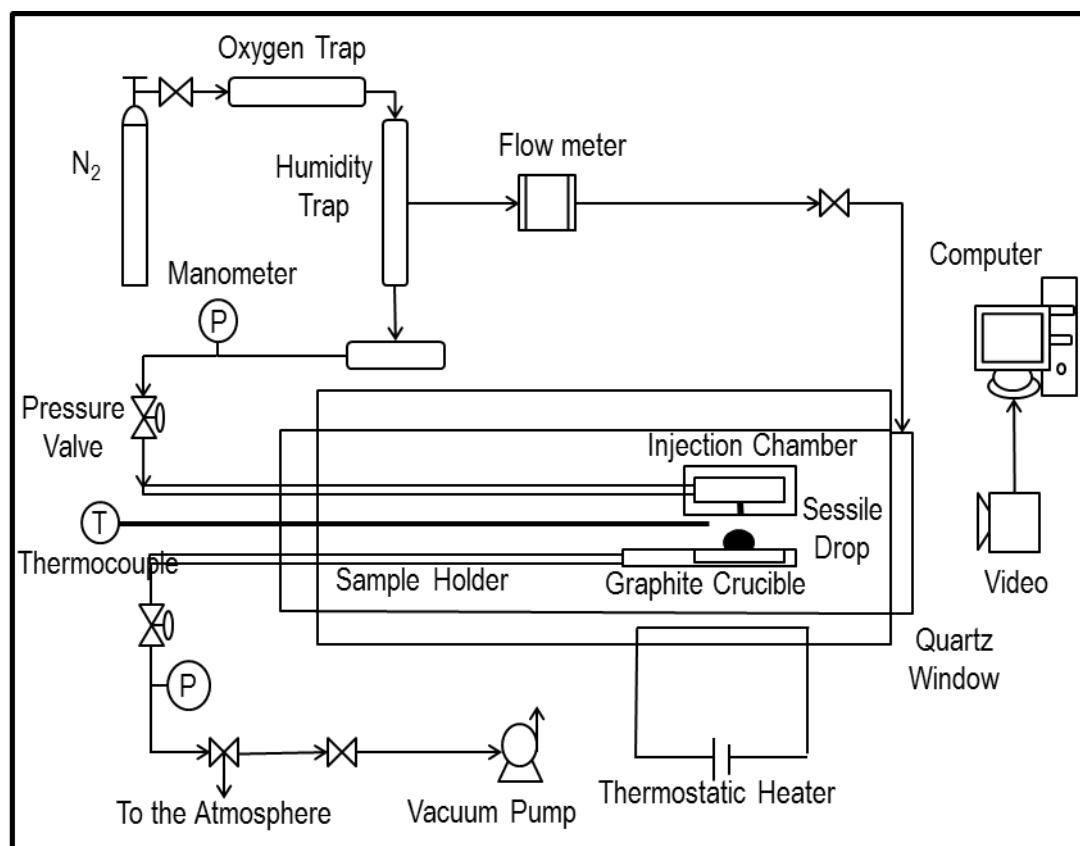 Oxygen Trap
N₂
Humidity
Trap
Flow meter
Manometer
P
Computer
Pressure
Valve
Injection Chamber
Sessile
Drop
T
Thermocouple
Sample Holder
Graphite Crucible
Video
Quartz
Window
P
To the Atmosphere
Vacuum Pump
Thermostatic Heater